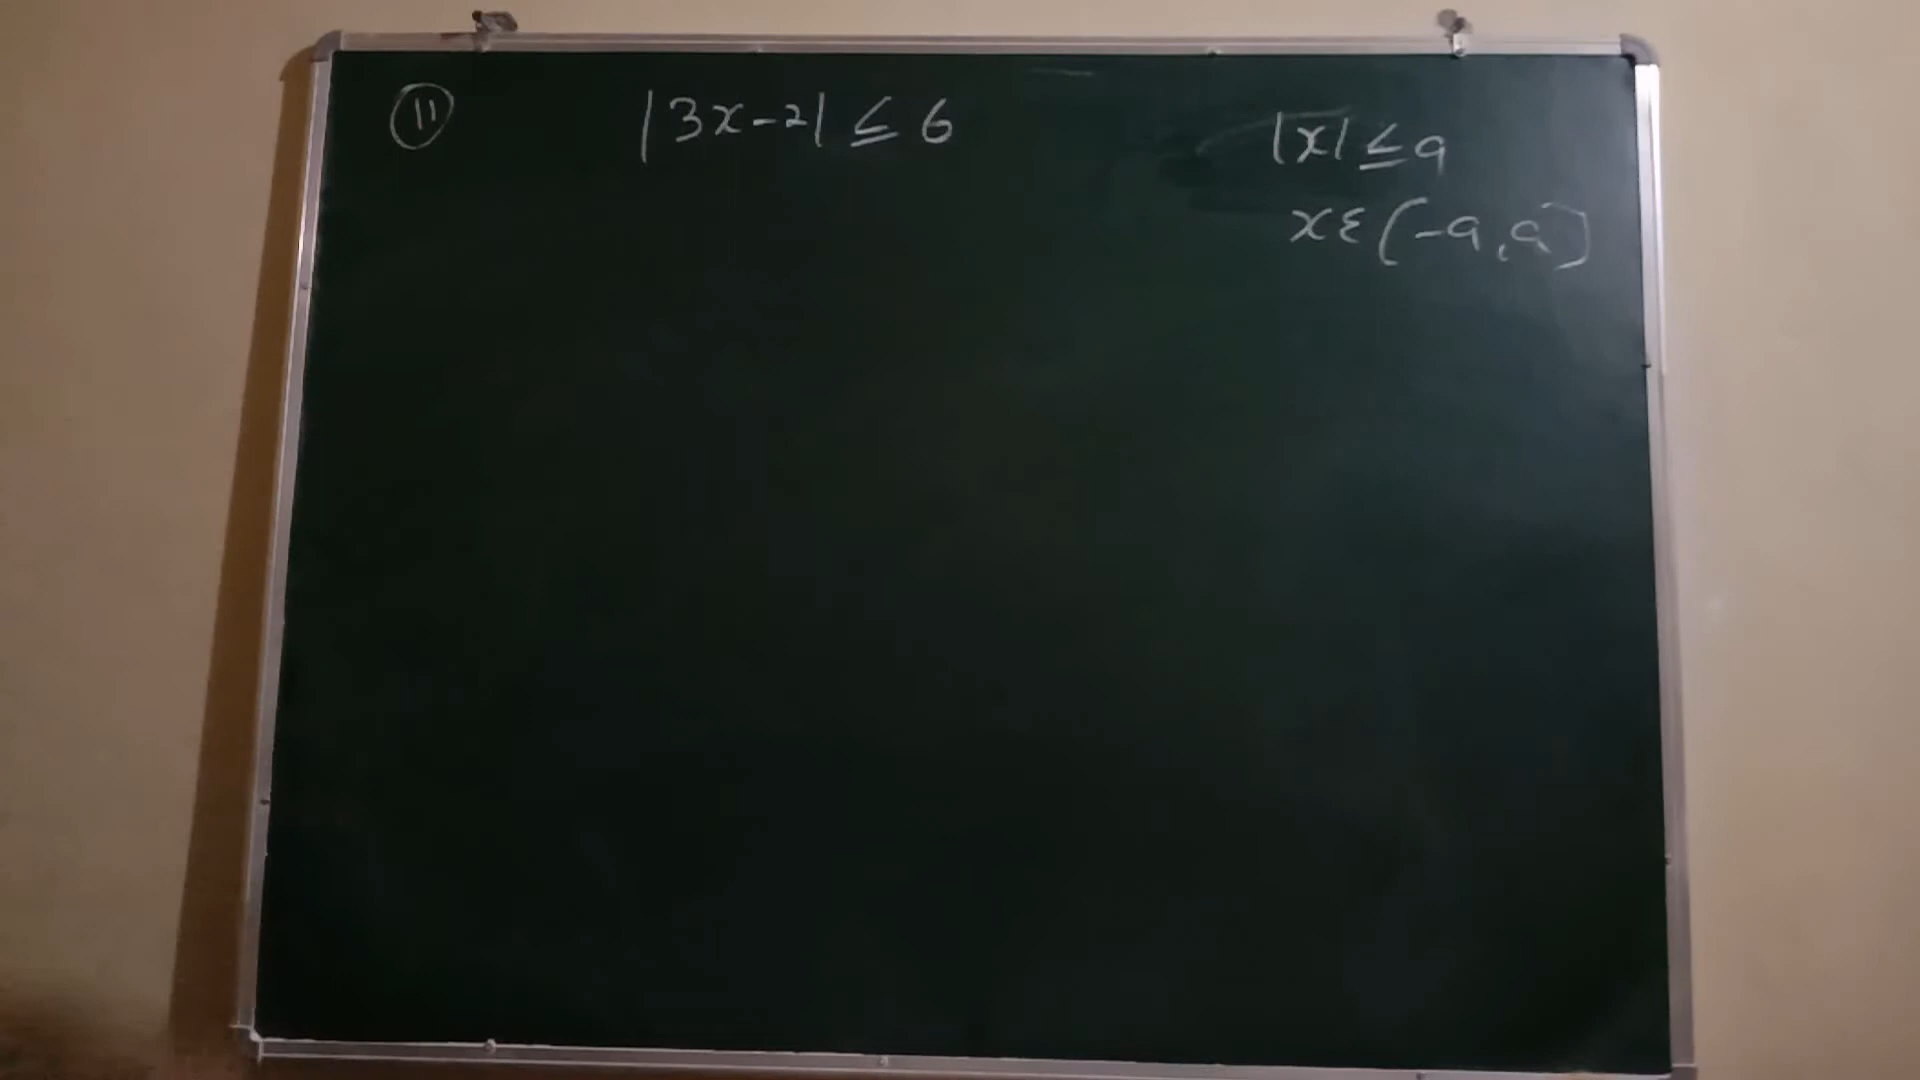 11
|3x-2| ≤ 6
|x| ≤ a
x ε [-a, a]